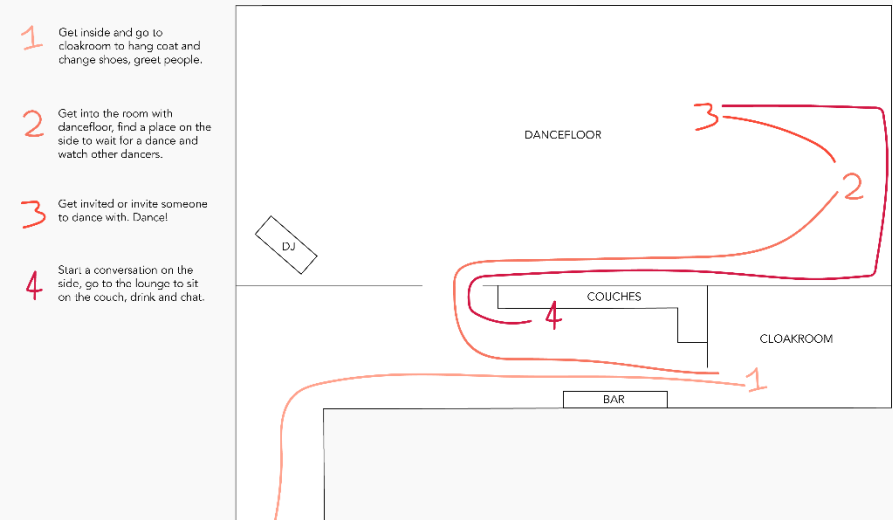 1
Get inside and go to
cloakroom to hang coat and
change shoes, greet people.
2
Get into the room with
dancefloor, find a place on the
side to wait for a dance and
watch other dancers.
3
Get invited or invite someone
to dance with. Dance!
4
Start a conversation on the
side, go to the lounge to sit
on the couch, drink and chat.
3
DANCEFLOOR
2
DJ
COUCHES
4
CLOAKROOM
1
BAR